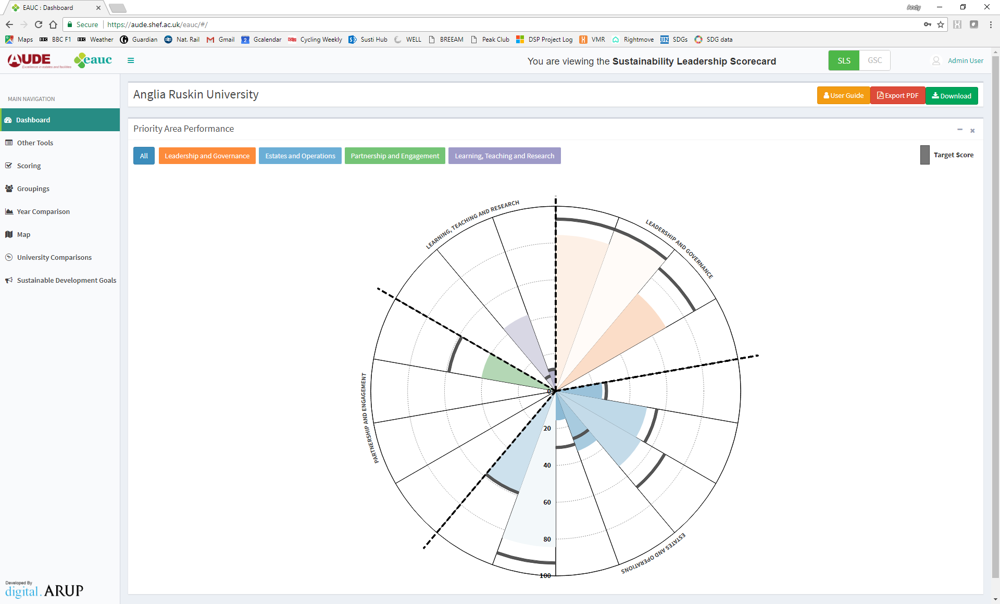 EAUC : Dashboard
Andy
Secure
https://aude.shef.ac.uk/eauc/#/
Maps BBC F1 Weather Guardian Nat. Rail Gmail Gcalendar Cycling Weekly Susti Hub WELL BREEAM Peak Club DSP Project Log VMR Rightmove SDGs SDG data
AUDE
Excellence in estates and facilities
eauc
You are viewing the Sustainability Leadership Scorecard
SLS GSC
Admin User
MAIN NAVIGATION
Dashboard
Other Tools
Scoring
Groupings
Year Comparison
Map
University Comparisons
Sustainable Development Goals
Developed By
digital. ARUP
Anglia Ruskin University
User Guide Export PDF Download
Priority Area Performance
All Leadership and Governance Estates and Operations Partnership and Engagement Learning, Teaching and Research
Target Score
LEARNING, TEACHING AND RESEARCH
LEADERSHIP AND GOVERNANCE
PARTNERSHIP AND ENGAGEMENT
ESTATES AND OPERATIONS
0
20
40
60
80
100